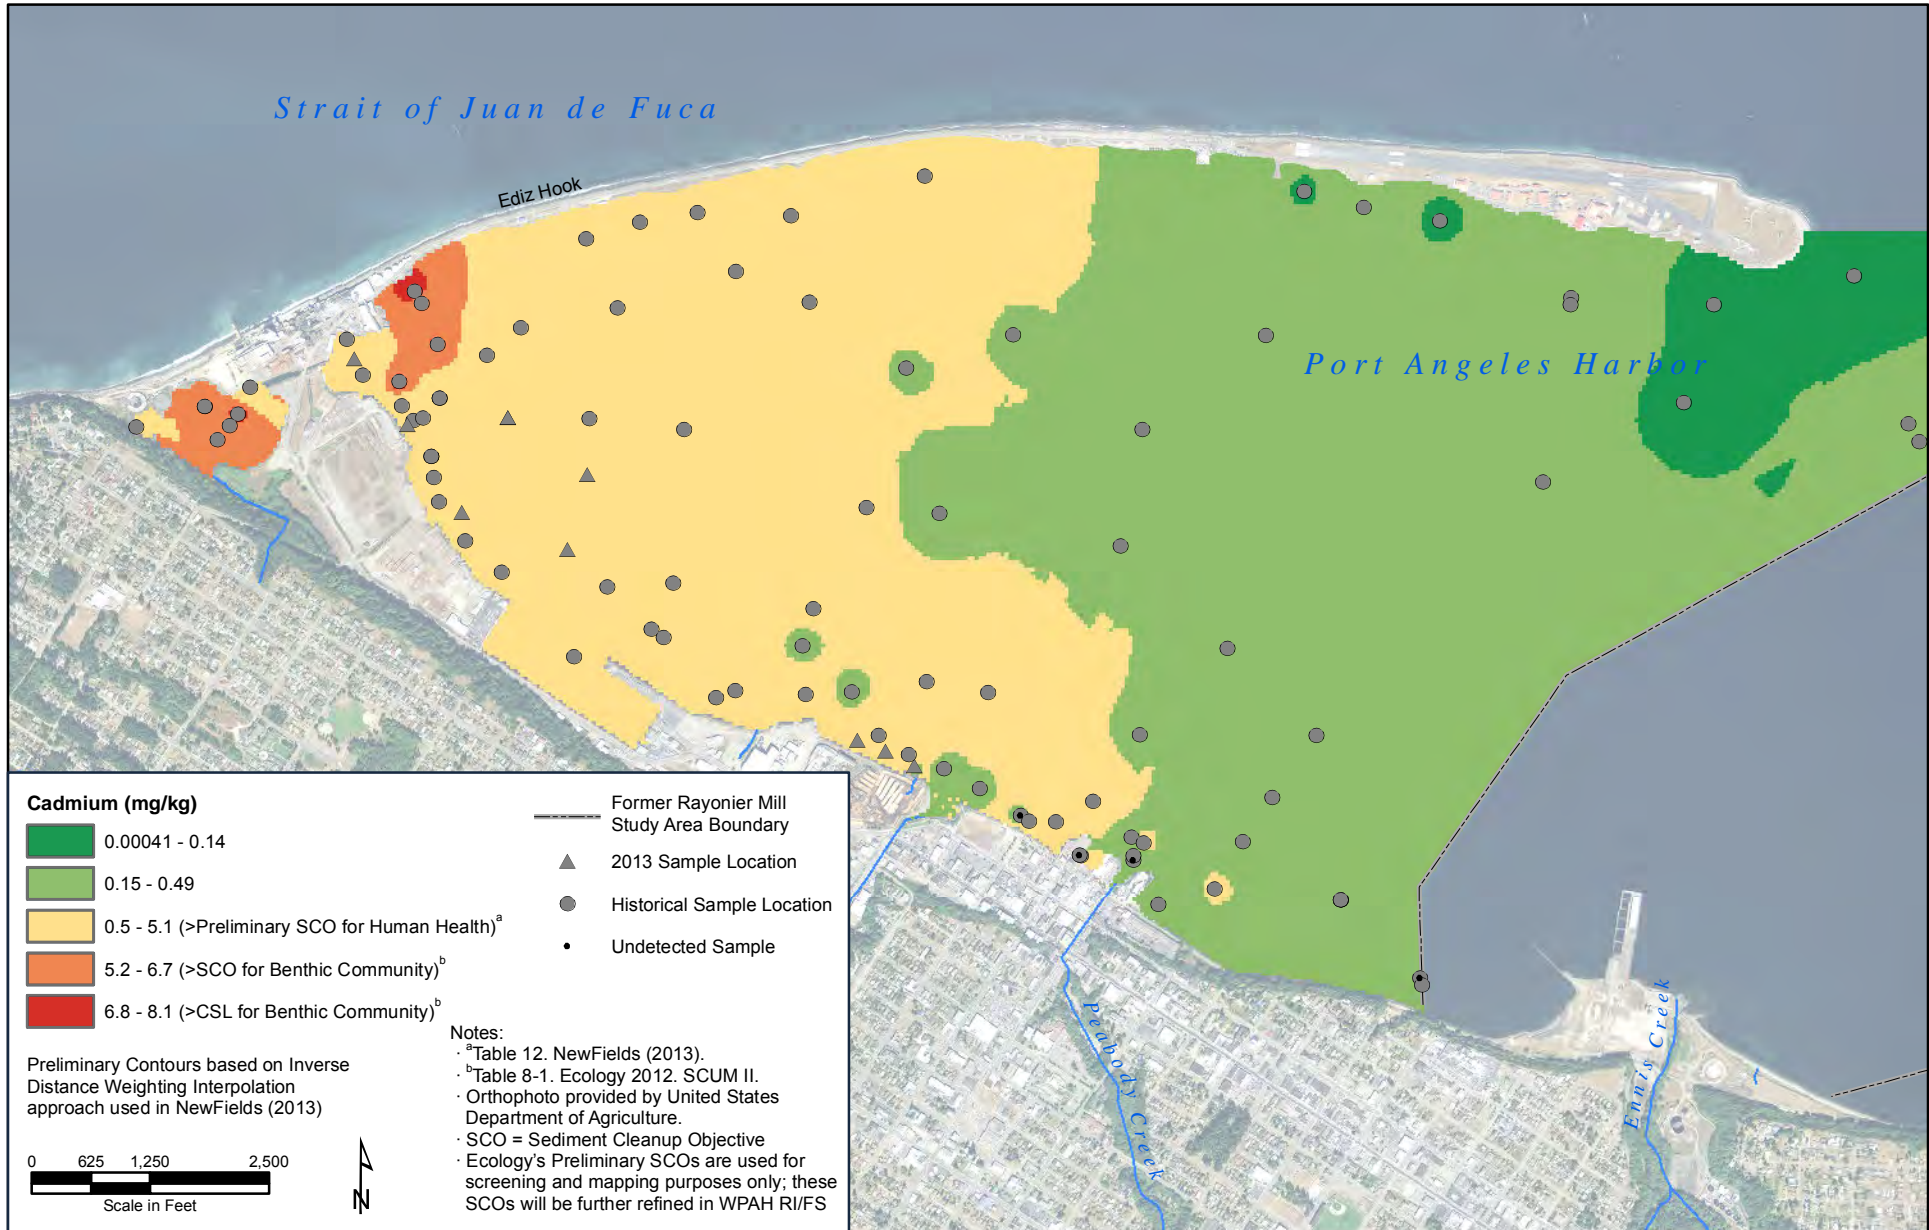 Strait of Juan de Fuca
Ediz Hook
Port Angeles Harbor
Peabody Creek
Ennis Creek
Cadmium (mg/kg)
0.00041 - 0.14
0.15 - 0.49
0.5 - 5.1 (>Preliminary SCO for Human Health)a
5.2 - 6.7 (>SCO for Benthic Community)b
6.8 - 8.1 (>CSL for Benthic Community)b
Former Rayonier Mill
Study Area Boundary
2013 Sample Location
Historical Sample Location
Undetected Sample
Preliminary Contours based on Inverse
Distance Weighting Interpolation
approach used in NewFields (2013)
0 625 1,250 2,500
Scale in Feet
N
Notes:
· aTable 12. NewFields (2013).
· bTable 8-1. Ecology 2012. SCUM II.
· Orthophoto provided by United States
Department of Agriculture.
· SCO = Sediment Cleanup Objective
· Ecology's Preliminary SCOs are used for
screening and mapping purposes only; these
SCOs will be further refined in WPAH RI/FS